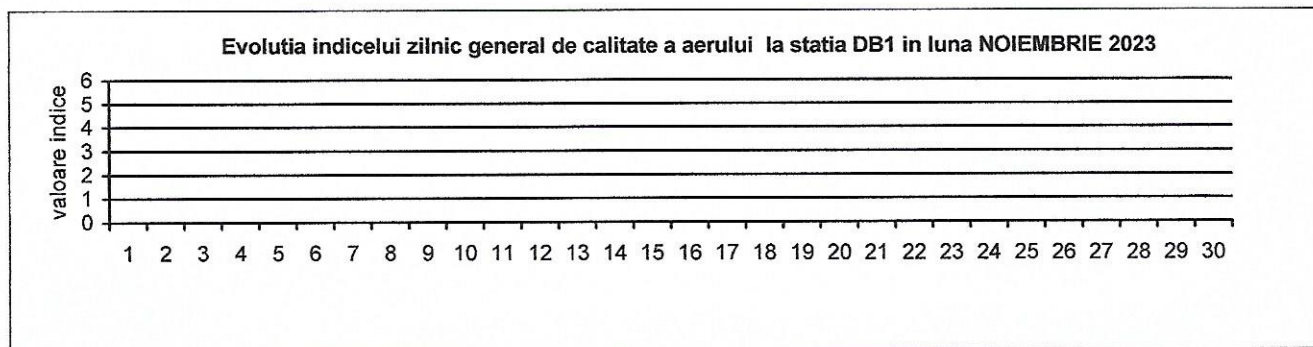 Evolutia indicelui zilnic general de calitate a aerului la statia DB1 in luna NOIEMBRIE 2023
valoare indice
6
5
4
3
2
1
0
1 2 3 4 5 6 7 8 9 10 11 12 13 14 15 16 17 18 19 20 21 22 23 24 25 26 27 28 29 30